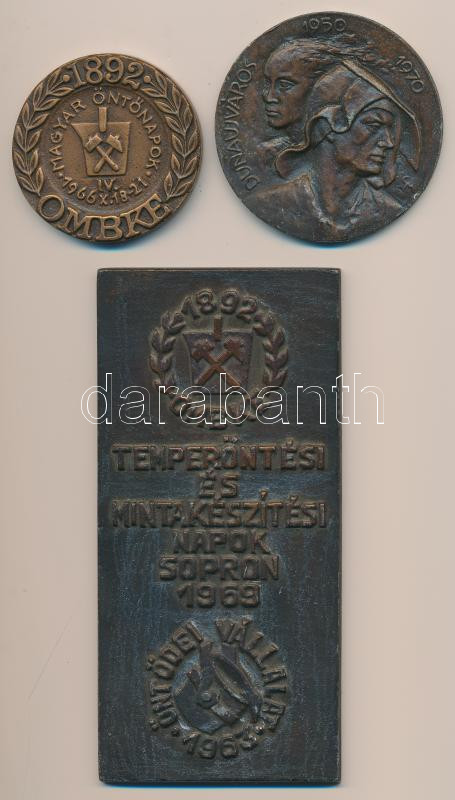 ·1892·
MAGYAR ÖNTŐNAPOK
IV.
1966 X. 18-21.
OMBKE
DUNAUJVÁROS 1950 1970
1892
darabanth
TEMPERÖNTÉSI
ÉS
MINTAKÉSZÍTÉSI
NAPOK
SOPRON
1969
ÖNTÖDEI VÁLLALAT
·1963·